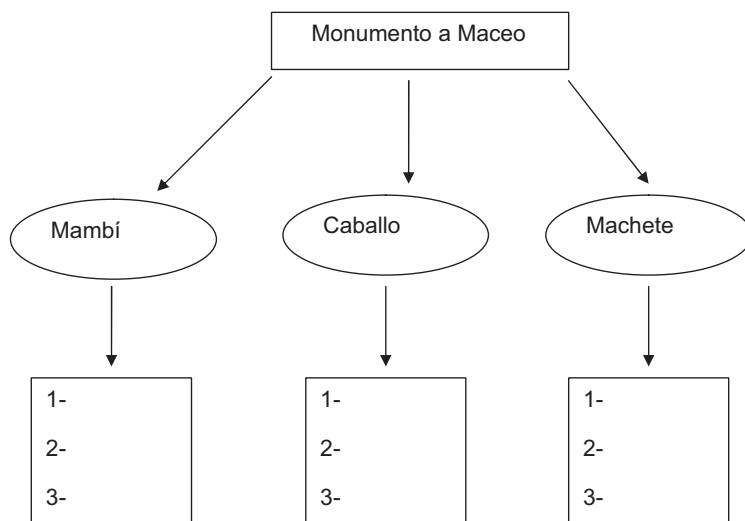 Monumento a Maceo
Mambí
Caballo
Machete
1-
2-
3-
1-
2-
3-
1-
2-
3-